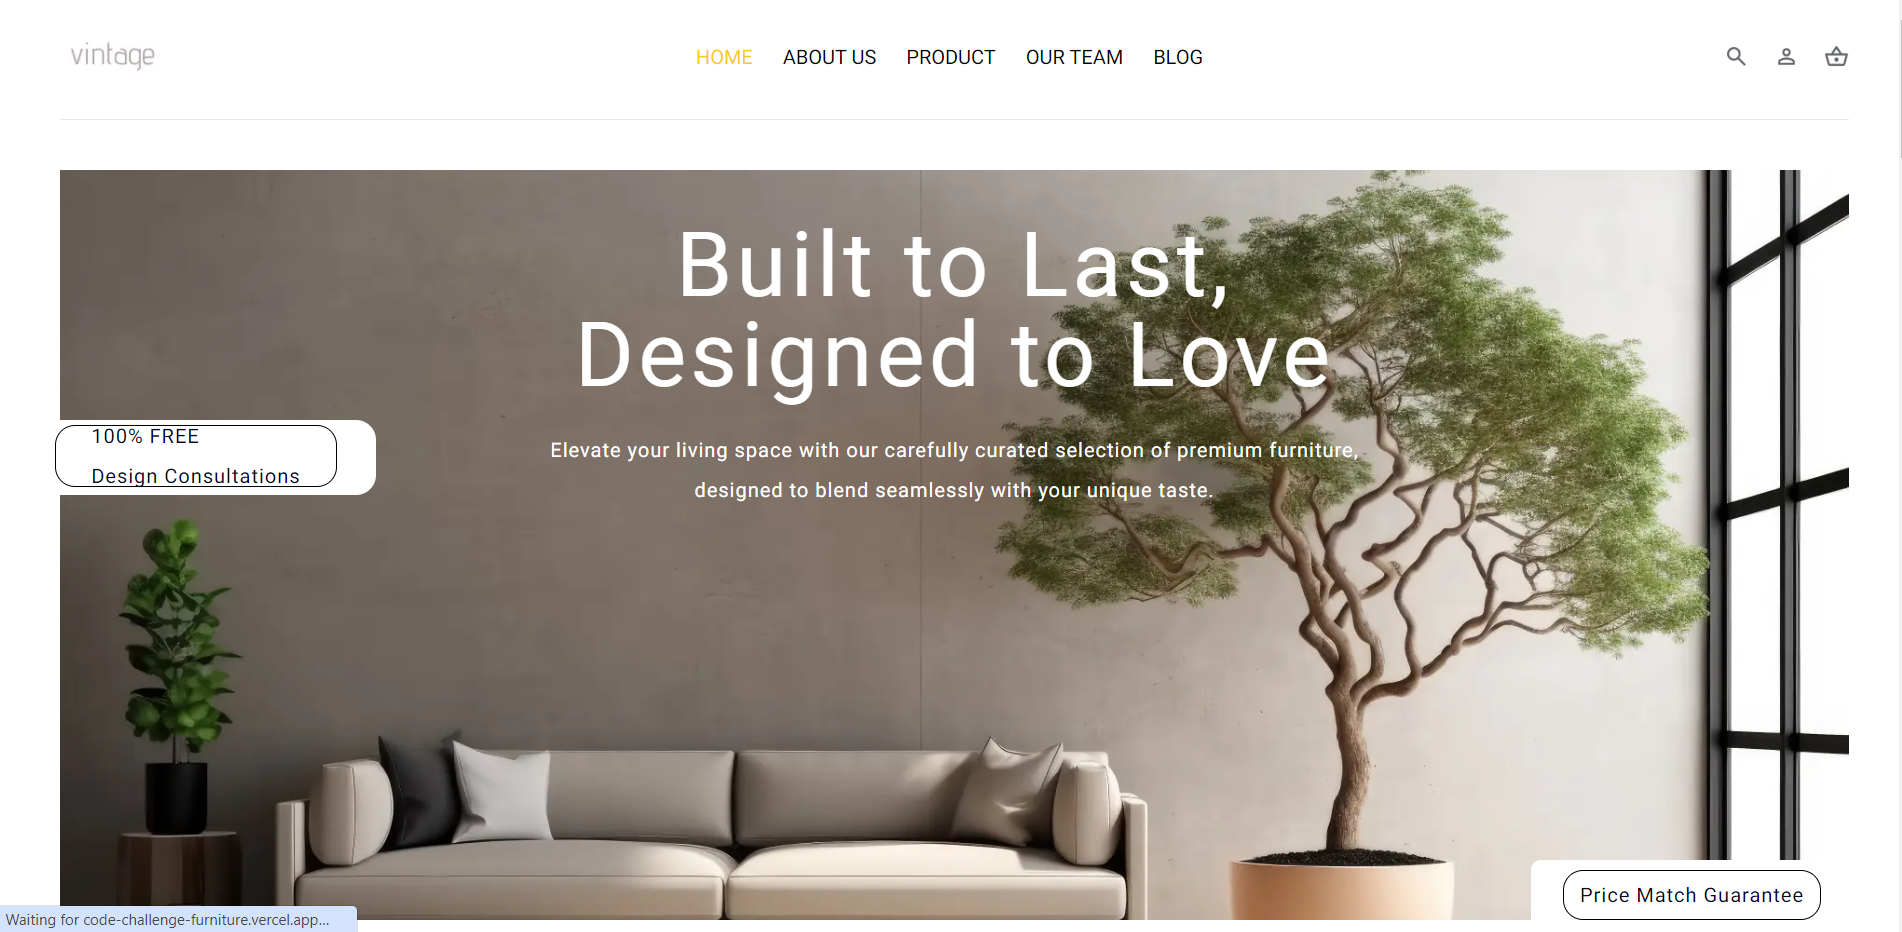 vintage
HOME ABOUT US PRODUCT OUR TEAM BLOG
Built to Last,
Designed to Love
Elevate your living space with our carefully curated selection of premium furniture,
designed to blend seamlessly with your unique taste.
100% FREE
Design Consultations
Price Match Guarantee
Waiting for code-challenge-furniture.vercel.app...